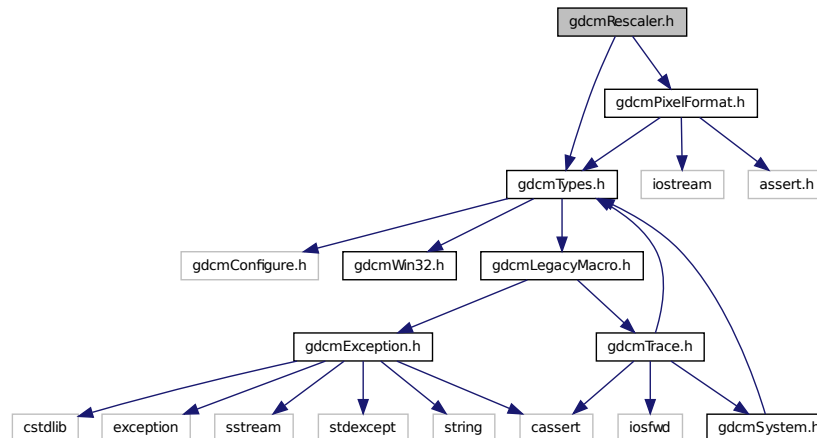 gdcmRescaler.h
gdcmPixelFormat.h
gdcmTypes.h
iostream
assert.h
gdcmConfigure.h
gdcmWin32.h
gdcmLegacyMacro.h
gdcmException.h
gdcmTrace.h
cstdlib
exception
sstream
stdexcept
string
cassert
iosfwd
gdcmSystem.h